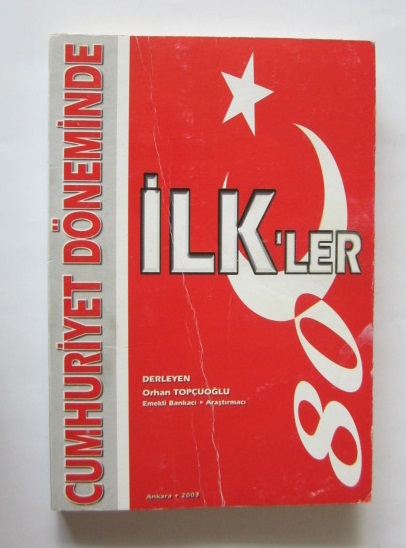 CUMHURİYET DÖNEMİNDE
İLK'LER
80
DERLEYEN
Orhan TOPÇUOĞLU
Emekli Bankacı • Araştırmacı
Ankara • 2003